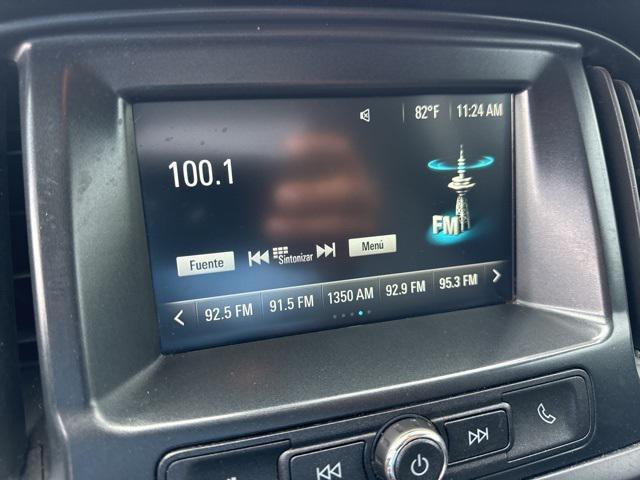 82°F 11:24 AM
100.1
FM
Fuente Sintonizar Menú
92.5 FM 91.5 FM 1350 AM 92.9 FM 95.3 FM